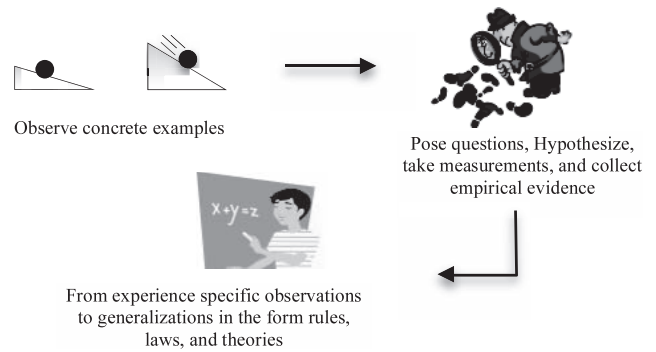 Observe concrete examples
Pose questions, Hypothesize,
take measurements, and collect
empirical evidence
x+y=z
From experience specific observations
to generalizations in the form rules,
laws, and theories